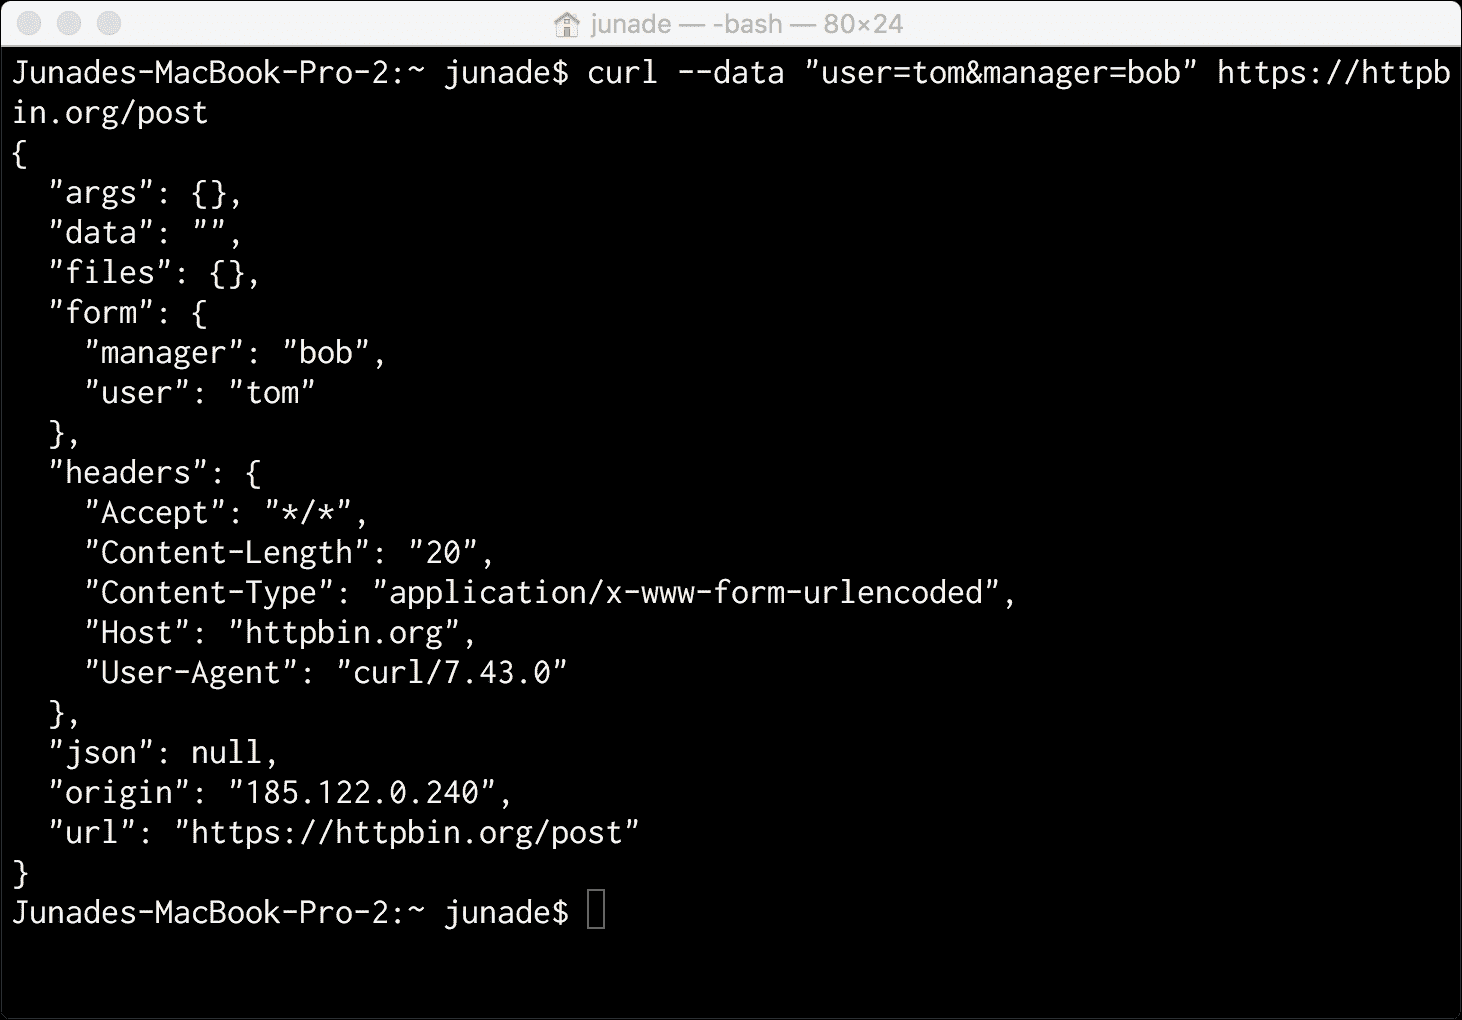 junade — -bash — 80×24
Junades-MacBook-Pro-2:~ junade$ curl --data "user=tom&manager=bob" https://httpb
in.org/post
{
  "args": {},
  "data": "",
  "files": {},
  "form": {
    "manager": "bob",
    "user": "tom"
  },
  "headers": {
    "Accept": "*/*",
    "Content-Length": "20",
    "Content-Type": "application/x-www-form-urlencoded",
    "Host": "httpbin.org",
    "User-Agent": "curl/7.43.0"
  },
  "json": null,
  "origin": "185.122.0.240",
  "url": "https://httpbin.org/post"
}
Junades-MacBook-Pro-2:~ junade$